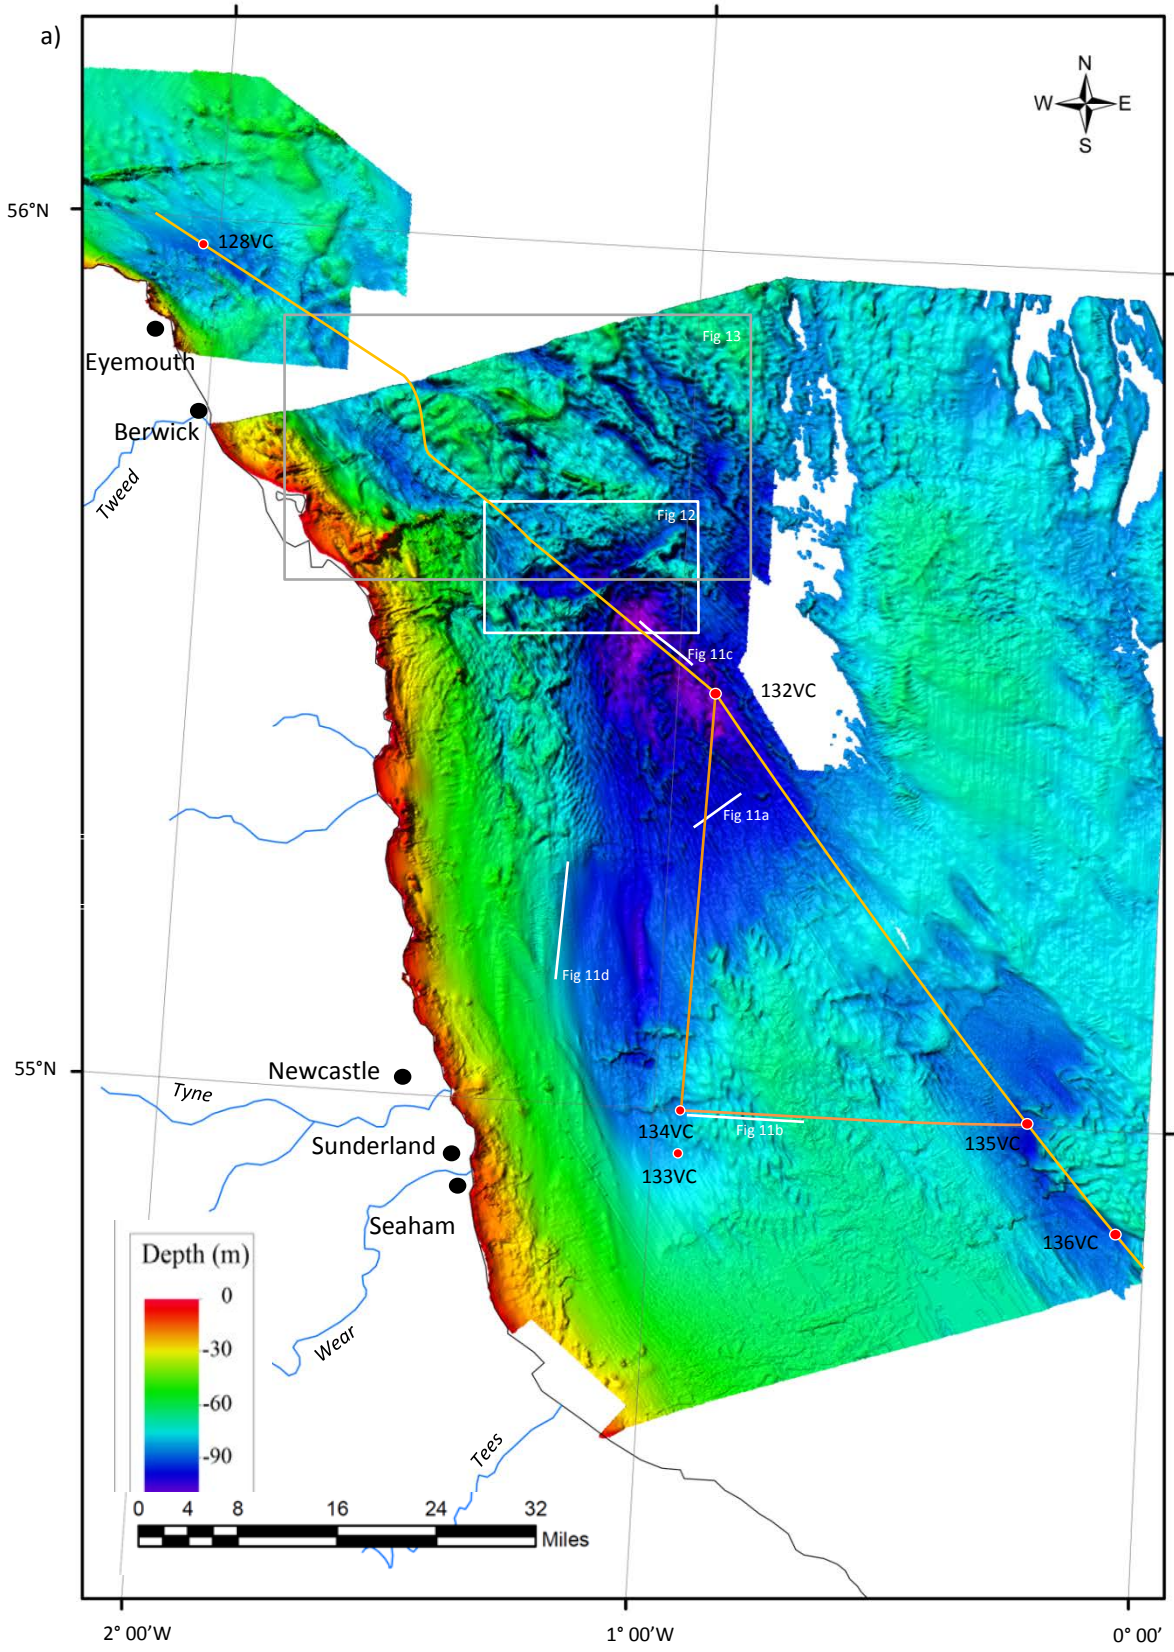 a)
N
W
E
S
56°N
128VC
Fig 13
Eyemouth
Berwick
Tweed
Fig 12
Fig 11c
132VC
Fig 11a
Fig 11d
55°N
Newcastle
Tyne
134VC
Fig 11b
135VC
Sunderland
133VC
Seaham
136VC
Depth (m)
0
-30
-60
-90
Wear
Tees
0 4 8 16 24 32
Miles
2° 00'W
1° 00'W
0° 00'